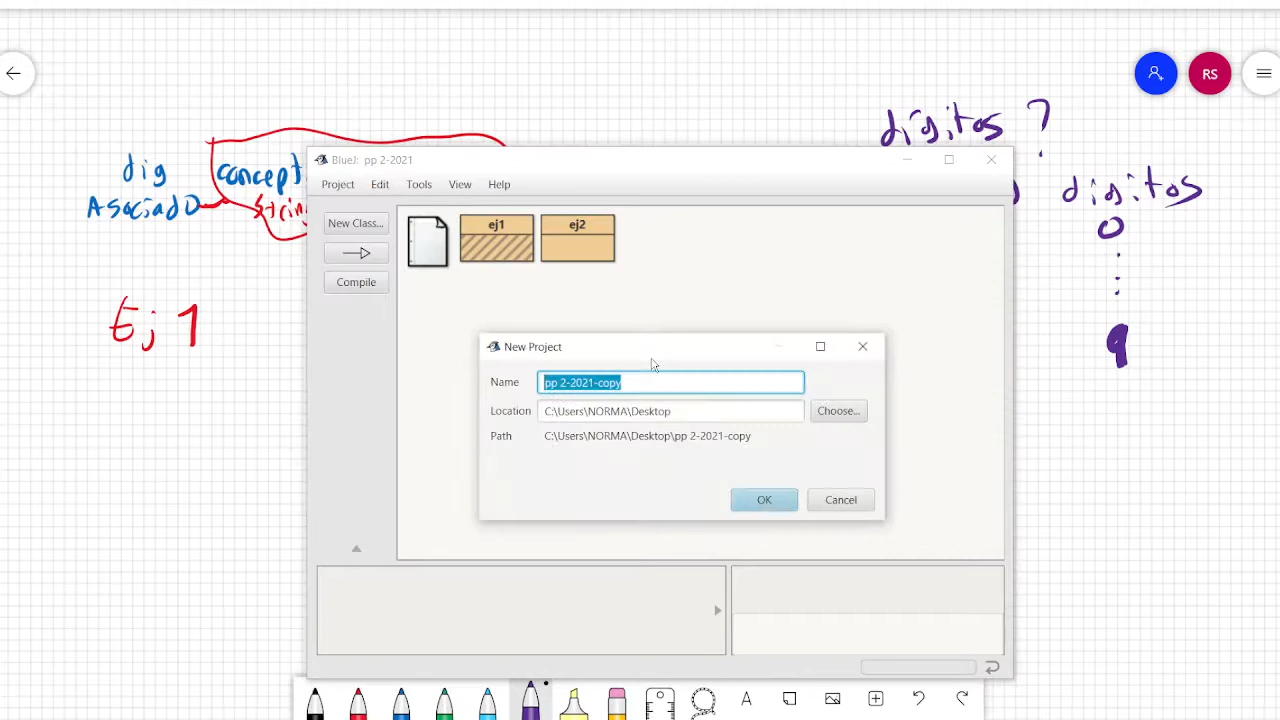 RS
digitos ?
dig concept
digitos
Asociado strin
0
9
Ej 1
BlueJ: pp 2-2021
Project Edit Tools View Help
New Class...
Compile
ej1 ej2
New Project
Name pp 2-2021-copy
Location C:\Users\NORMA\Desktop Choose...
Path C:\Users\NORMA\Desktop\pp 2-2021-copy
OK Cancel
A